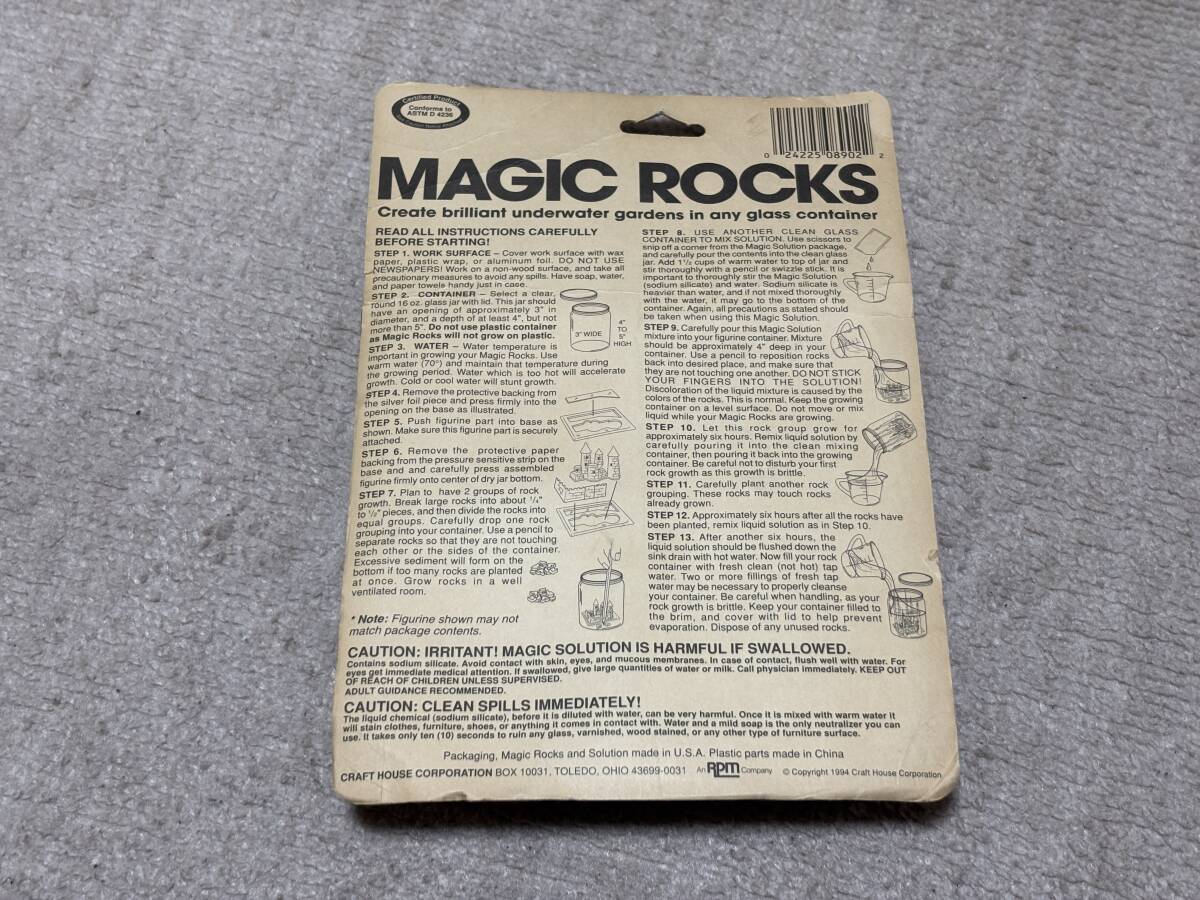 Certified Product
Conforms to
ASTM D 4236
0 24225 08902 2
MAGIC ROCKS
Create brilliant underwater gardens in any glass container
READ ALL INSTRUCTIONS CAREFULLY
BEFORE STARTING!
STEP 1. WORK SURFACE – Cover work surface with wax
paper, plastic wrap, or aluminum foil. DO NOT USE
NEWSPAPERS! Work on a non-wood surface, and take all
precautionary measures to avoid any spills. Have soap, water,
and paper towels handy just in case.
STEP 2. CONTAINER – Select a clear,
round 16 oz. glass jar with lid. This jar should
have an opening of approximately 3" in
diameter, and a depth of at least 4", but not
more than 5". Do not use plastic container
as Magic Rocks will not grow on plastic.
3" WIDE
4"
TO
5"
HIGH
STEP 3. WATER – Water temperature is
important in growing your Magic Rocks. Use
warm water (70°) and maintain that temperature during
the growing period. Water which is too hot will accelerate
growth. Cold or cool water will stunt growth.
STEP 4. Remove the protective backing from
the silver foil piece and press firmly into the
opening on the base as illustrated.
STEP 5. Push figurine part into base as
shown. Make sure this figurine part is securely
attached.
STEP 6. Remove the protective paper
backing from the pressure sensitive strip on the
base and and carefully press assembled
figurine firmly onto center of dry jar bottom.
STEP 7. Plan to have 2 groups of rock
growth. Break large rocks into about 1/4"
to 1/2" pieces, and then divide the rocks into
equal groups. Carefully drop one rock
grouping into your container. Use a pencil to
separate rocks so that they are not touching
each other or the sides of the container.
Excessive sediment will form on the
bottom if too many rocks are planted
at once. Grow rocks in a well
ventilated room.
* Note: Figurine shown may not
match package contents.
STEP 8. USE ANOTHER CLEAN GLASS
CONTAINER TO MIX SOLUTION. Use scissors to
snip off a corner from the Magic Solution package,
and carefully pour the contents into the clean glass
jar. Add 1 1/2 cups of warm water to top of jar and
stir thoroughly with a pencil or swizzle stick. It is
important to thoroughly stir the Magic Solution
(sodium silicate) and water. Sodium silicate is
heavier than water, and if not mixed thoroughly
with the water, it may go to the bottom of the
container. Again, all precautions as stated should
be taken when using this Magic Solution.
STEP 9. Carefully pour this Magic Solution
mixture into your figurine container. Mixture
should be approximately 4" deep in your
container. Use a pencil to reposition rocks
back into desired place, and make sure that
they are not touching one another. DO NOT STICK
YOUR FINGERS INTO THE SOLUTION!
Discoloration of the liquid mixture is caused by the
colors of the rocks. This is normal. Keep the growing
container on a level surface. Do not move or mix
liquid while your Magic Rocks are growing.
STEP 10. Let this rock group grow for
approximately six hours. Remix liquid solution by
carefully pouring it into the clean mixing
container, then pouring it back into the growing
container. Be careful not to disturb your first
rock growth as this growth is brittle.
STEP 11. Carefully plant another rock
grouping. These rocks may touch rocks
already grown.
STEP 12. Approximately six hours after all the rocks have
been planted, remix liquid solution as in Step 10.
STEP 13. After another six hours, the
liquid solution should be flushed down the
sink drain with hot water. Now fill your rock
container with fresh clean (not hot) tap
water. Two or more fillings of fresh tap
water may be necessary to properly cleanse
your container. Be careful when handling, as your
rock growth is brittle. Keep your container filled to
the brim, and cover with lid to help prevent
evaporation. Dispose of any unused rocks.
CAUTION: IRRITANT! MAGIC SOLUTION IS HARMFUL IF SWALLOWED.
Contains sodium silicate. Avoid contact with skin, eyes, and mucous membranes. In case of contact, flush well with water. For
eyes get immediate medical attention. If swallowed, give large quantities of water or milk. Call physician immediately. KEEP OUT
OF REACH OF CHILDREN UNLESS SUPERVISED.
ADULT GUIDANCE RECOMMENDED.
CAUTION: CLEAN SPILLS IMMEDIATELY!
The liquid chemical (sodium silicate), before it is diluted with water, can be very harmful. Once it is mixed with warm water it
will stain clothes, furniture, shoes, or anything it comes in contact with. Water and a mild soap is the only neutralizer you can
use. It takes only ten (10) seconds to ruin any glass, varnished, wood stained, or any other type of furniture surface.
Packaging, Magic Rocks and Solution made in U.S.A. Plastic parts made in China
CRAFT HOUSE CORPORATION BOX 10031, TOLEDO, OHIO 43699-0031 An RPM Company © Copyright 1994 Craft House Corporation